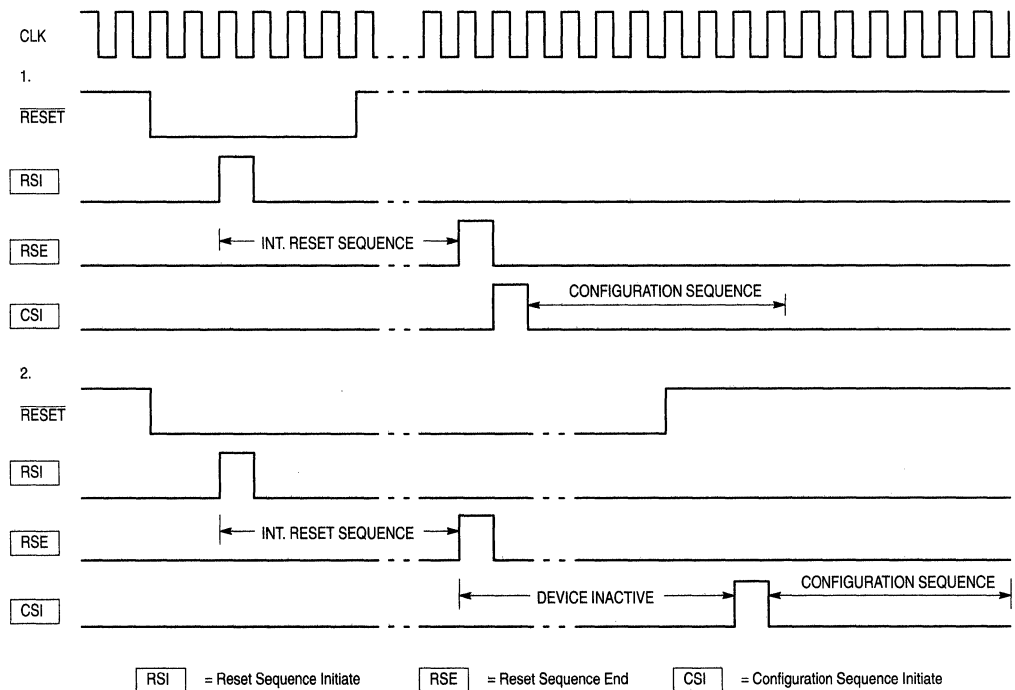 CLK
1.
RESET
RSI
RSE
INT. RESET SEQUENCE
CSI
CONFIGURATION SEQUENCE
2.
RESET
RSI
RSE
INT. RESET SEQUENCE
CSI
DEVICE INACTIVE
CONFIGURATION SEQUENCE
RSI = Reset Sequence Initiate RSE = Reset Sequence End CSI = Configuration Sequence Initiate